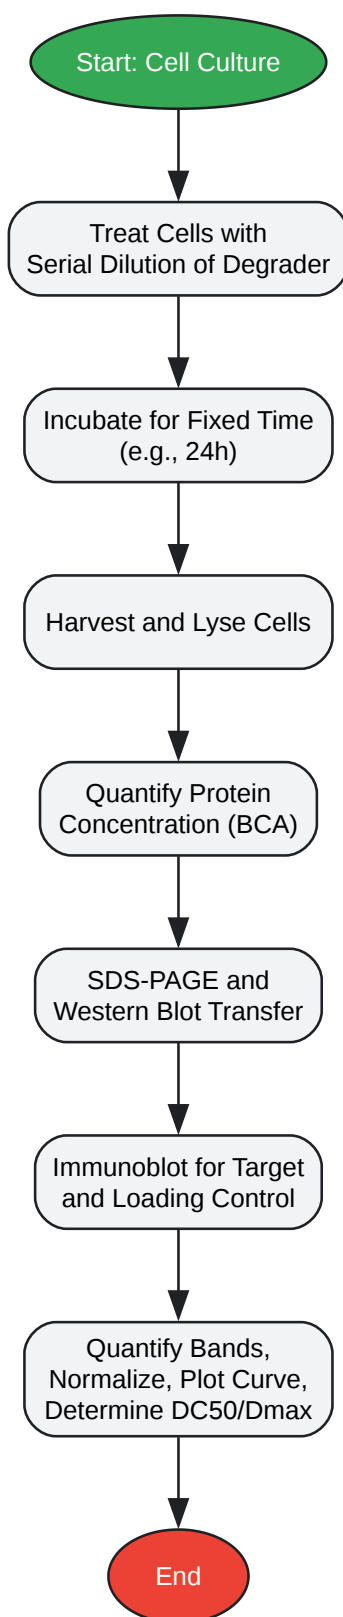 Start: Cell Culture
Treat Cells with
Serial Dilution of Degrader
Incubate for Fixed Time
(e.g., 24h)
Harvest and Lyse Cells
Quantify Protein
Concentration (BCA)
SDS-PAGE and
Western Blot Transfer
Immunoblot for Target
and Loading Control
Quantify Bands,
Normalize, Plot Curve,
Determine DC50/Dmax
End